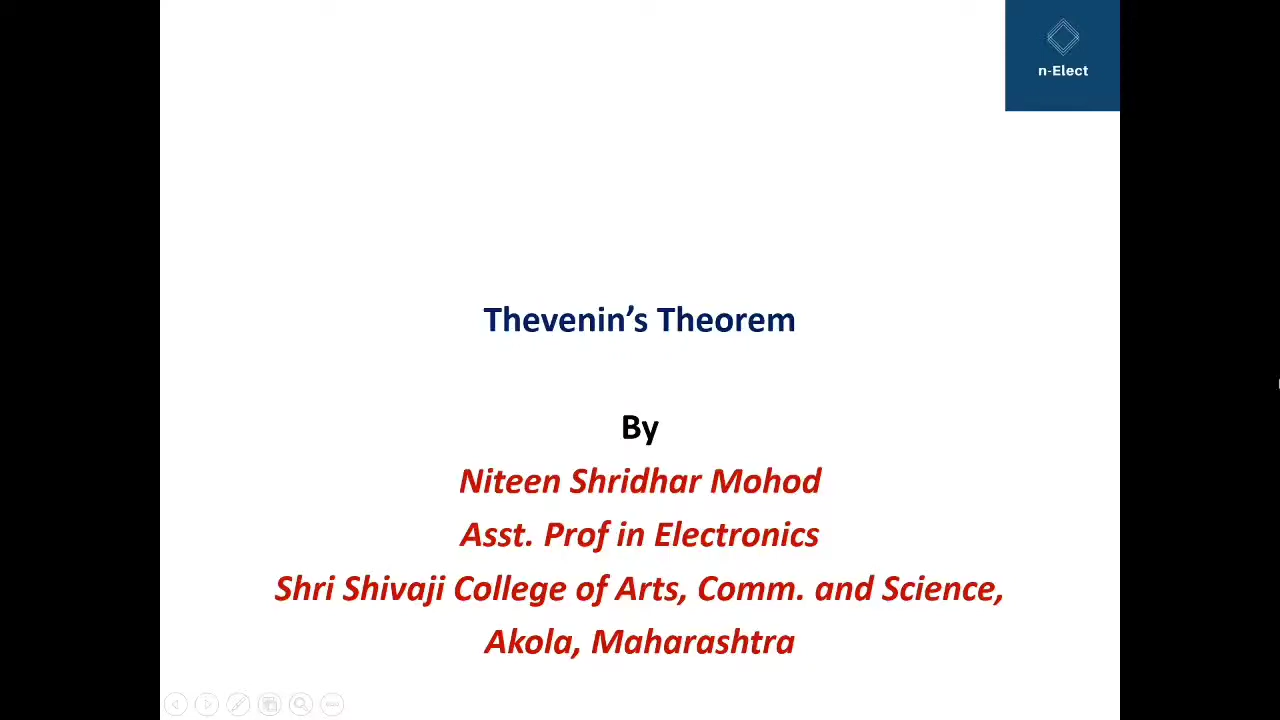 n-Elect
Thevenin’s Theorem
By
Niteen Shridhar Mohod
Asst. Prof in Electronics
Shri Shivaji College of Arts, Comm. and Science,
Akola, Maharashtra